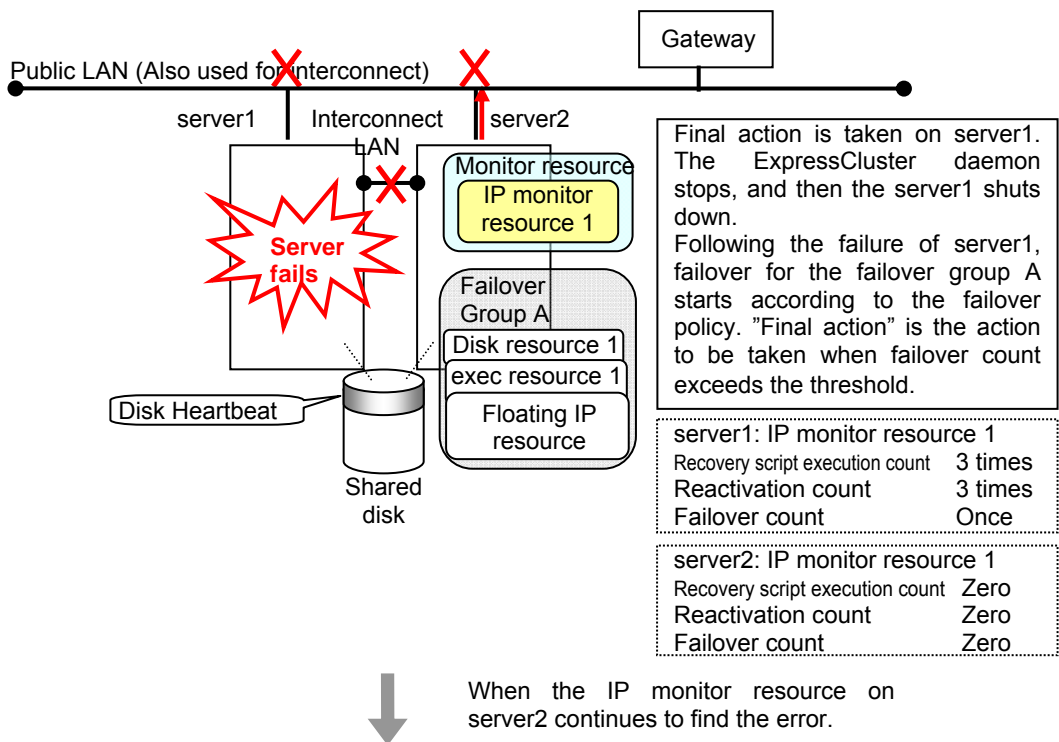 Gateway
Public LAN (Also used for interconnect)
server1
Interconnect
LAN
server2
Monitor resource
IP monitor
resource 1
Server
fails
Failover
Group A
Disk resource 1
exec resource 1
Floating IP
resource
Disk Heartbeat
Shared
disk
Final action is taken on server1.
The ExpressCluster daemon
stops, and then the server1 shuts
down.
Following the failure of server1,
failover for the failover group A
starts according to the failover
policy. ”Final action” is the action
to be taken when failover count
exceeds the threshold.
server1: IP monitor resource 1
Recovery script execution count 3 times
Reactivation count 3 times
Failover count Once
server2: IP monitor resource 1
Recovery script execution count Zero
Reactivation count Zero
Failover count Zero
When the IP monitor resource on
server2 continues to find the error.